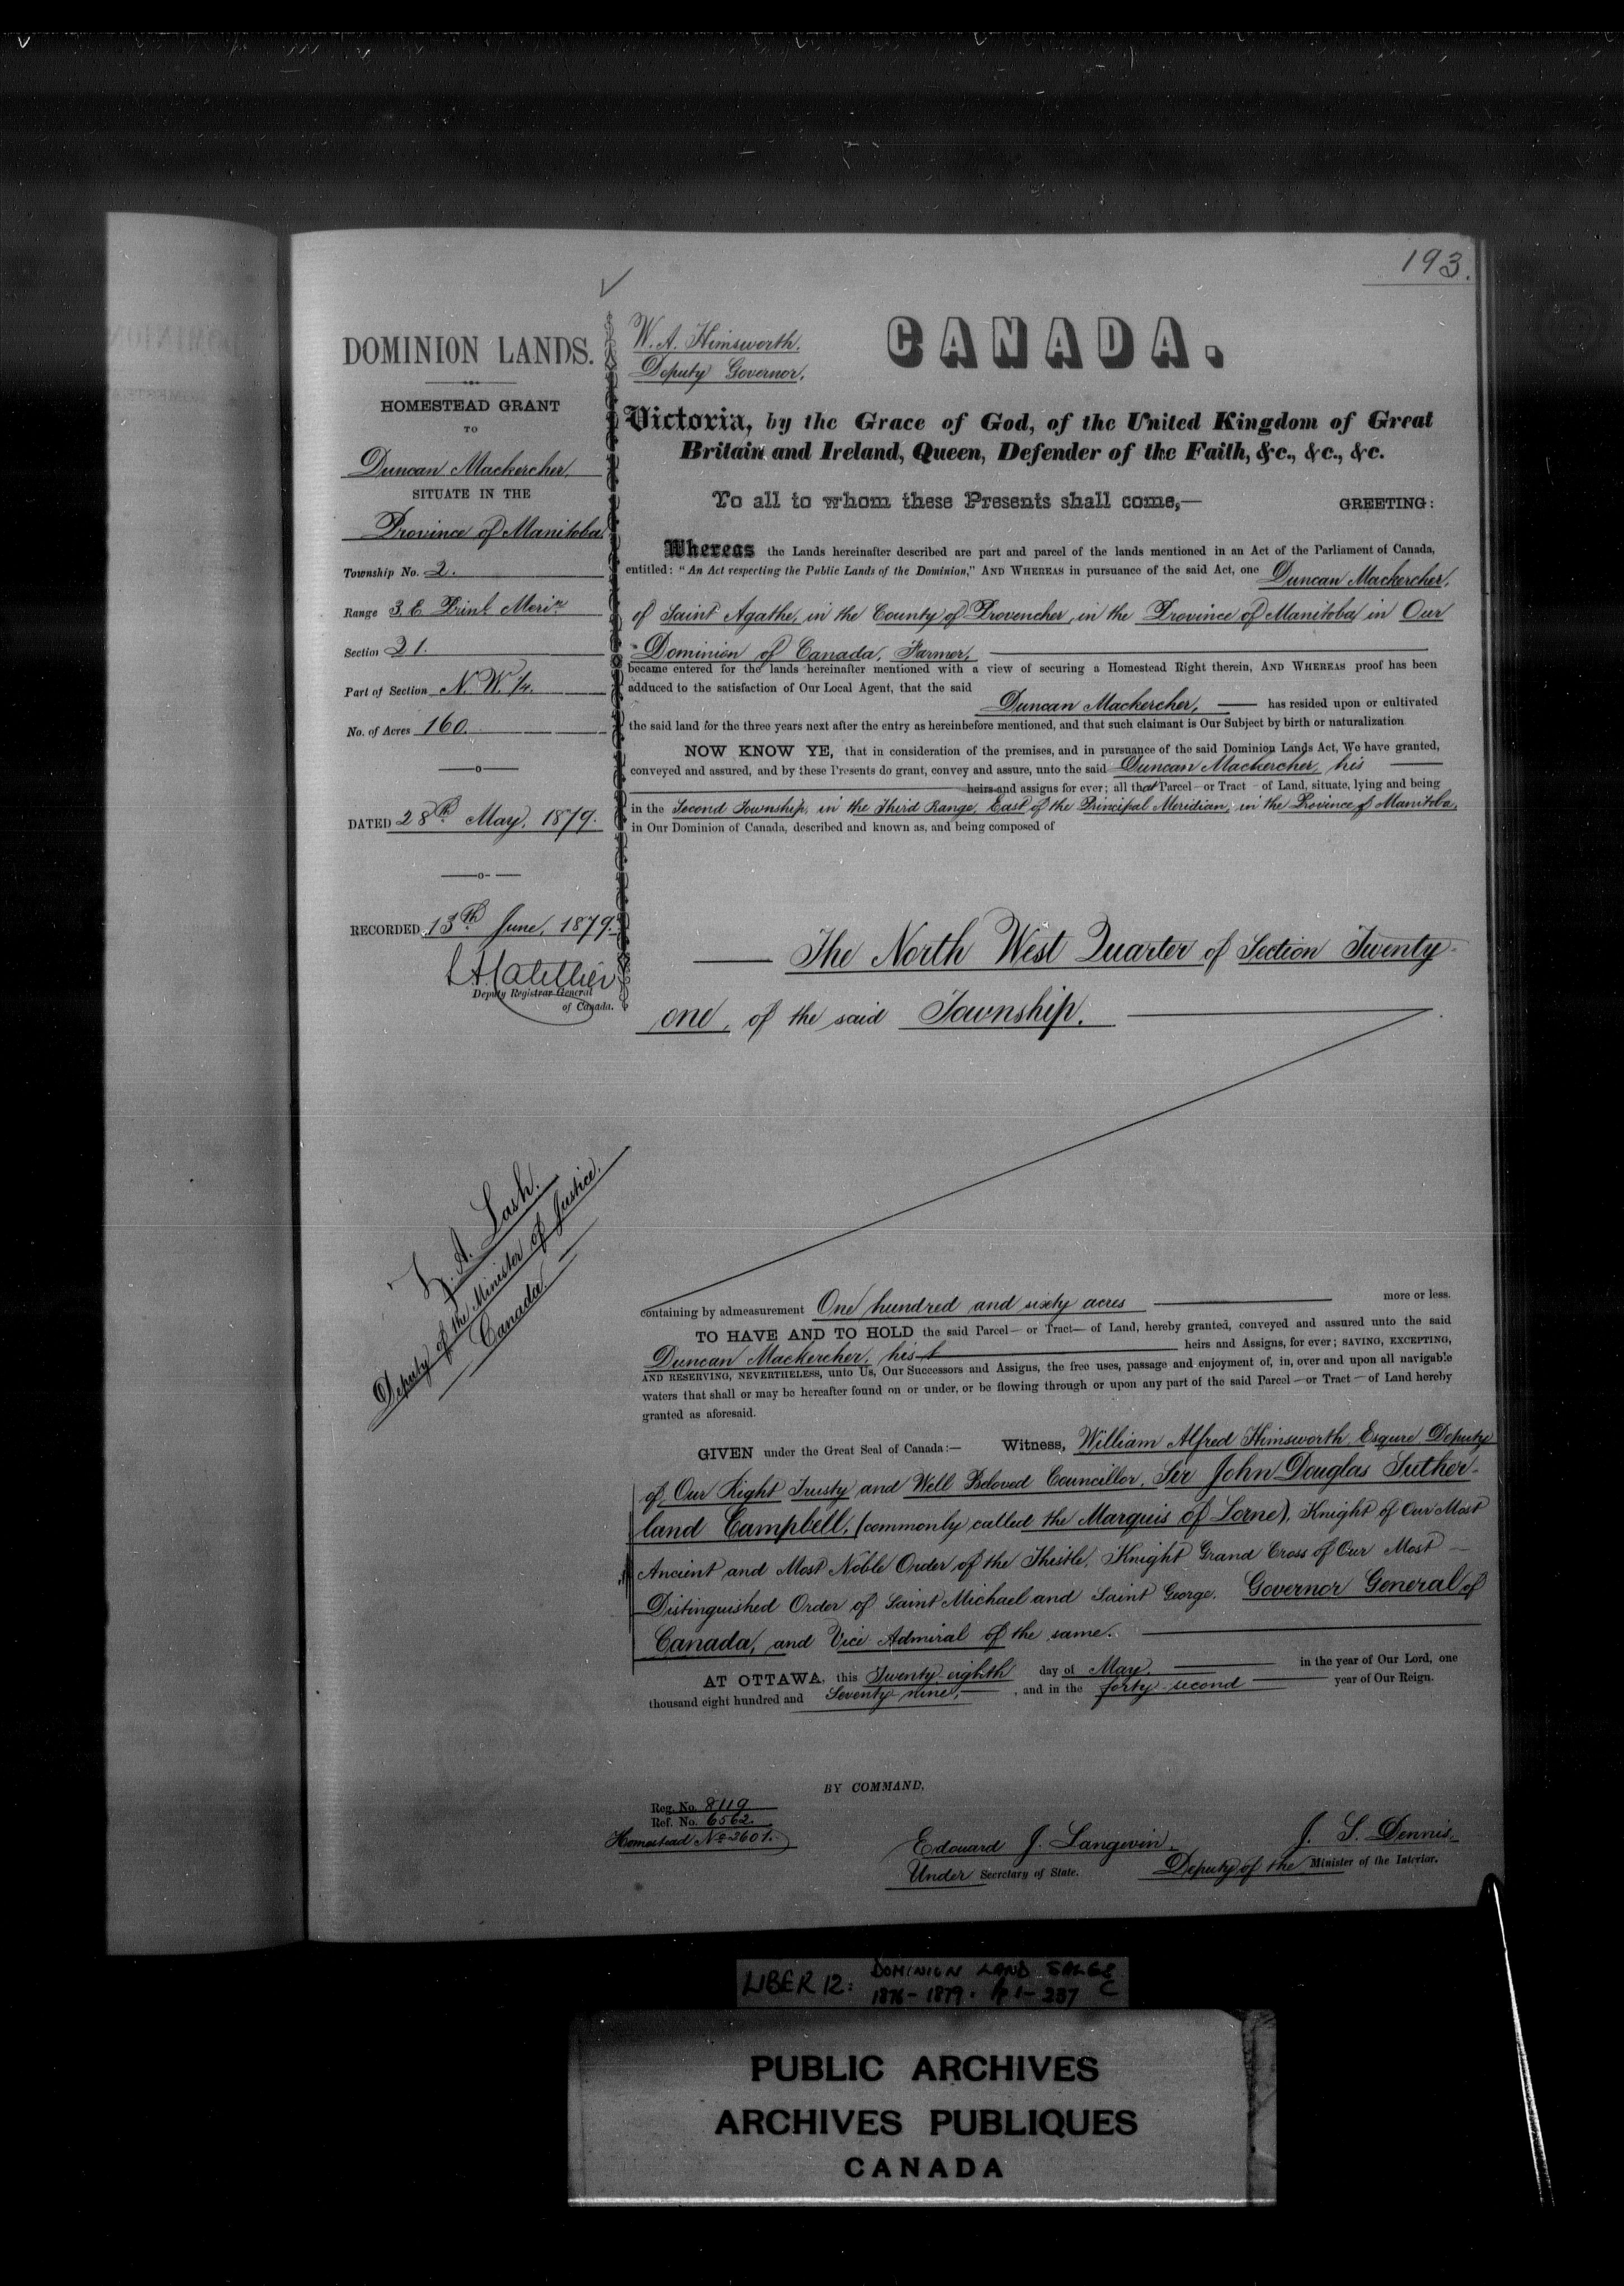 193.
DOMINION LANDS.
HOMESTEAD GRANT
TO
Duncan Mackercher,
SITUATE IN THE
Province of Manitoba.
Township No. 2.
Range 3. E Prinl Merin
Section 21.
Part of Section N. W. 1/4.
No. of Acres 160.
DATED 28th May, 1879.
RECORDED 13th June, 1879.
Deputy Registrar General
of Canada.
Z. A. Lash.
Deputy of the Minister of Justice.
Canada.
W. A. Himsworth.
Deputy Governor.
CANADA.
Victoria, by the Grace of God, of the United Kingdom of Great
Britain and Ireland, Queen, Defender of the Faith, &c., &c., &c.
To all to whom these Presents shall come,— GREETING:
Whereas the Lands hereinafter described are part and parcel of the lands mentioned in an Act of the Parliament of Canada,
entitled: "An Act respecting the Public Lands of the Dominion," AND WHEREAS in pursuance of the said Act, one Duncan Mackercher,
of Saint Agathe, in the County of Provencher, in the Province of Manitoba, in Our
Dominion of Canada, Farmer,
became entered for the lands hereinafter mentioned with a view of securing a Homestead Right therein, AND WHEREAS proof has been
adduced to the satisfaction of Our Local Agent, that the said
Duncan Mackercher, — has resided upon or cultivated
the said land for the three years next after the entry as hereinbefore mentioned, and that such claimant is Our Subject by birth or naturalization
NOW KNOW YE, that in consideration of the premises, and in pursuance of the said Dominion Lands Act, We have granted,
conveyed and assured, and by these Presents do grant, convey and assure, unto the said Duncan Mackercher, his
heirs and assigns for ever; all that Parcel—or Tract — of Land, situate, lying and being
in the Second Township, in the Third Range, East of the Principal Meridian, in the Province of Manitoba,
in Our Dominion of Canada, described and known as, and being composed of
The North West Quarter of Section Twenty-
one, of the said Township.
containing by admeasurement One hundred and sixty acres more or less.
TO HAVE AND TO HOLD the said Parcel— or Tract— of Land, hereby granted, conveyed and assured unto the said
Duncan Mackercher, his heirs and Assigns, for ever; SAVING, EXCEPTING,
AND RESERVING, NEVERTHELESS, unto Us, Our Successors and Assigns, the free uses, passage and enjoyment of, in, over and upon all navigable
waters that shall or may be hereafter found on or under, or be flowing through or upon any part of the said Parcel—or Tract— of Land hereby
granted as aforesaid.
GIVEN under the Great Seal of Canada:— Witness, William Alfred Himsworth, Esqure Deputy
of Our Right Trusty and Well Beloved Councillor, Sir John Douglas Suther-
land Campbell, (commonly called the Marquis of Lorne), Knight of Our Most
Ancient and Most Noble Order of the Thistle, Knight Grand Cross of Our Most —
Distinguished Order of Saint Michael and Saint George. Governor General of
Canada, and Vice Admiral of the same.
AT OTTAWA, this Twenty-eighth day of May. in the year of Our Lord, one
thousand eight hundred and Seventy nine, , and in the forty-second year of Our Reign.
BY COMMAND,
Reg. No. 8119
Ref. No. 6562.
Homestead No 2601.
Edouard J. Langevin,
Under Secretary of State.
J. S. Dennis,
Deputy of the Minister of the Interior.
LIBER 12: DOMINION LAND SALES
1876-1879. pp 1-287 C
PUBLIC ARCHIVES
ARCHIVES PUBLIQUES
CANADA